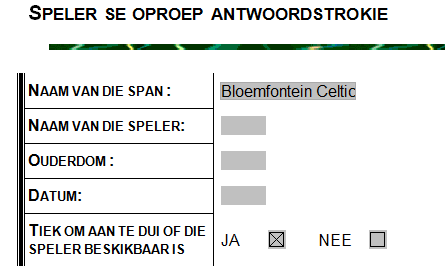 SPELER SE OPROEP ANTWOORDSTROKIE
NAAM VAN DIE SPAN : Bloemfontein Celtic
NAAM VAN DIE SPELER:
OUDERDOM :
DATUM:
TIEK OM AAN TE DUI OF DIE
SPELER BESKIKBAAR IS JA ☒ NEE ☐